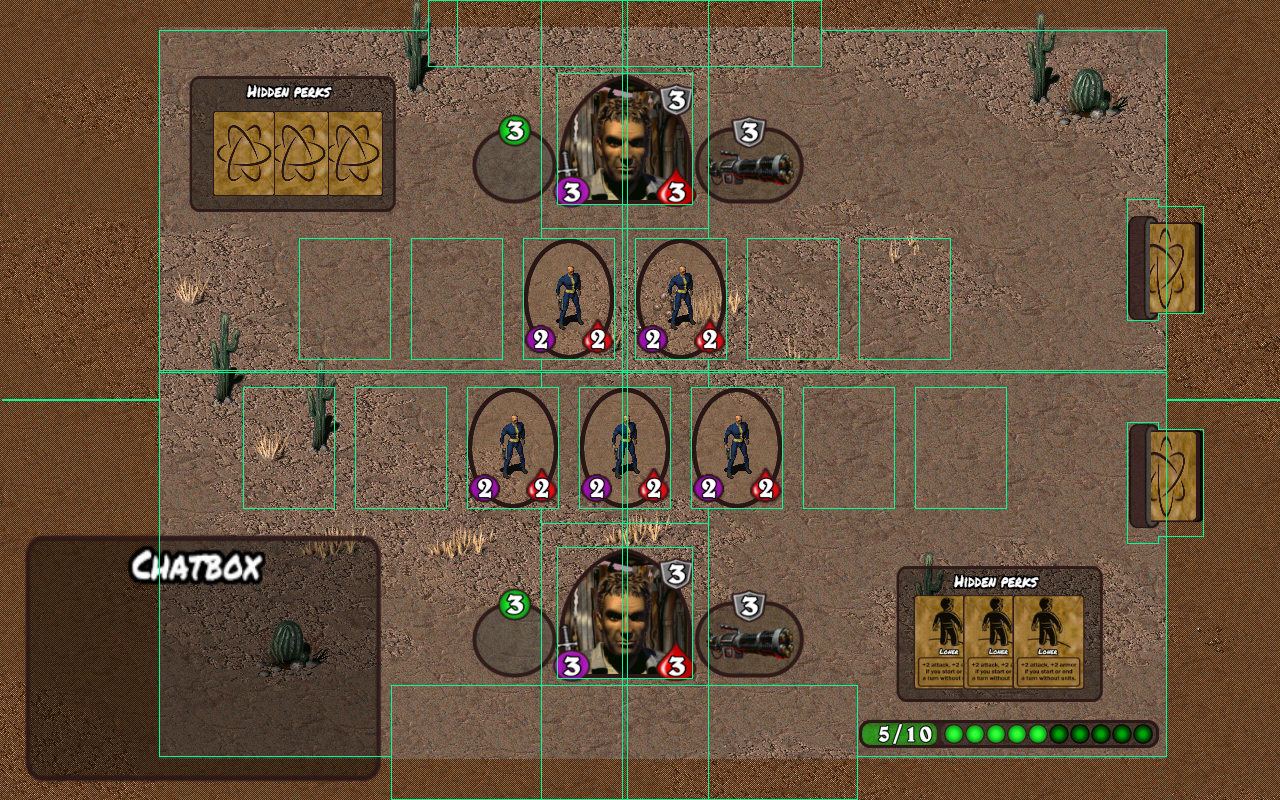 Hidden perks
3
3
3
3
3
2
2
2
2
2
2
2
2
2
2
Chatbox
3
3
3
3
3
Hidden perks
Loner
Loner
Loner
+2 attack, +2 a
if you start or
a turn without
+2 attack, +2 a
if you start or
a turn without
+2 attack, +2 armor
if you start or end
a turn without units.
5/10